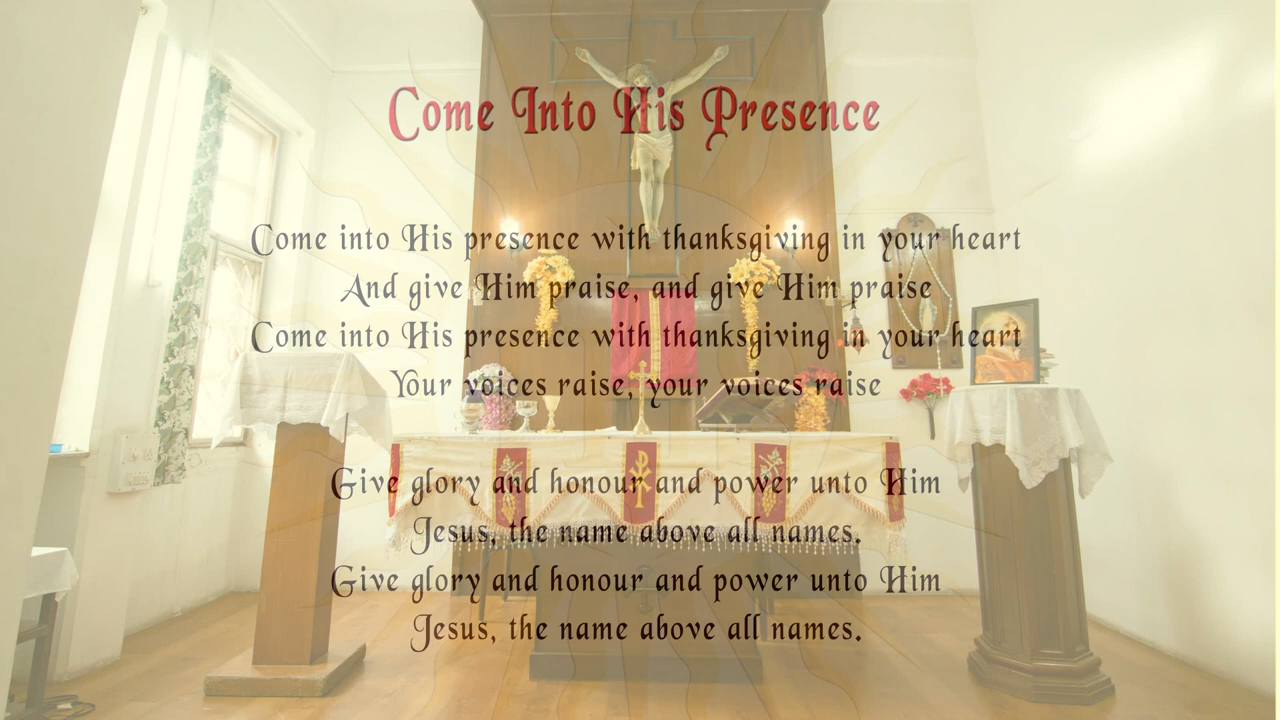 Come Into His Presence
Come into His presence with thanksgiving in your heart
And give Him praise, and give Him praise
Come into His presence with thanksgiving in your heart
Your voices raise, your voices raise
Give glory and honour and power unto Him
Jesus, the name above all names.
Give glory and honour and power unto Him
Jesus, the name above all names.